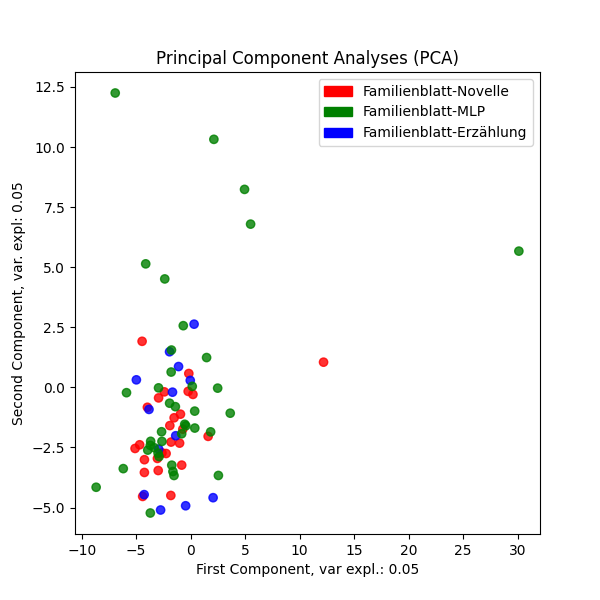 Principal Component Analyses (PCA)
Familienblatt-Novelle
Familienblatt-MLP
Familienblatt-Erzählung
12.5
10.0
7.5
5.0
2.5
0.0
−2.5
−5.0
Second Component, var. expl: 0.05
−10 −5 0 5 10 15 20 25 30
First Component, var expl.: 0.05